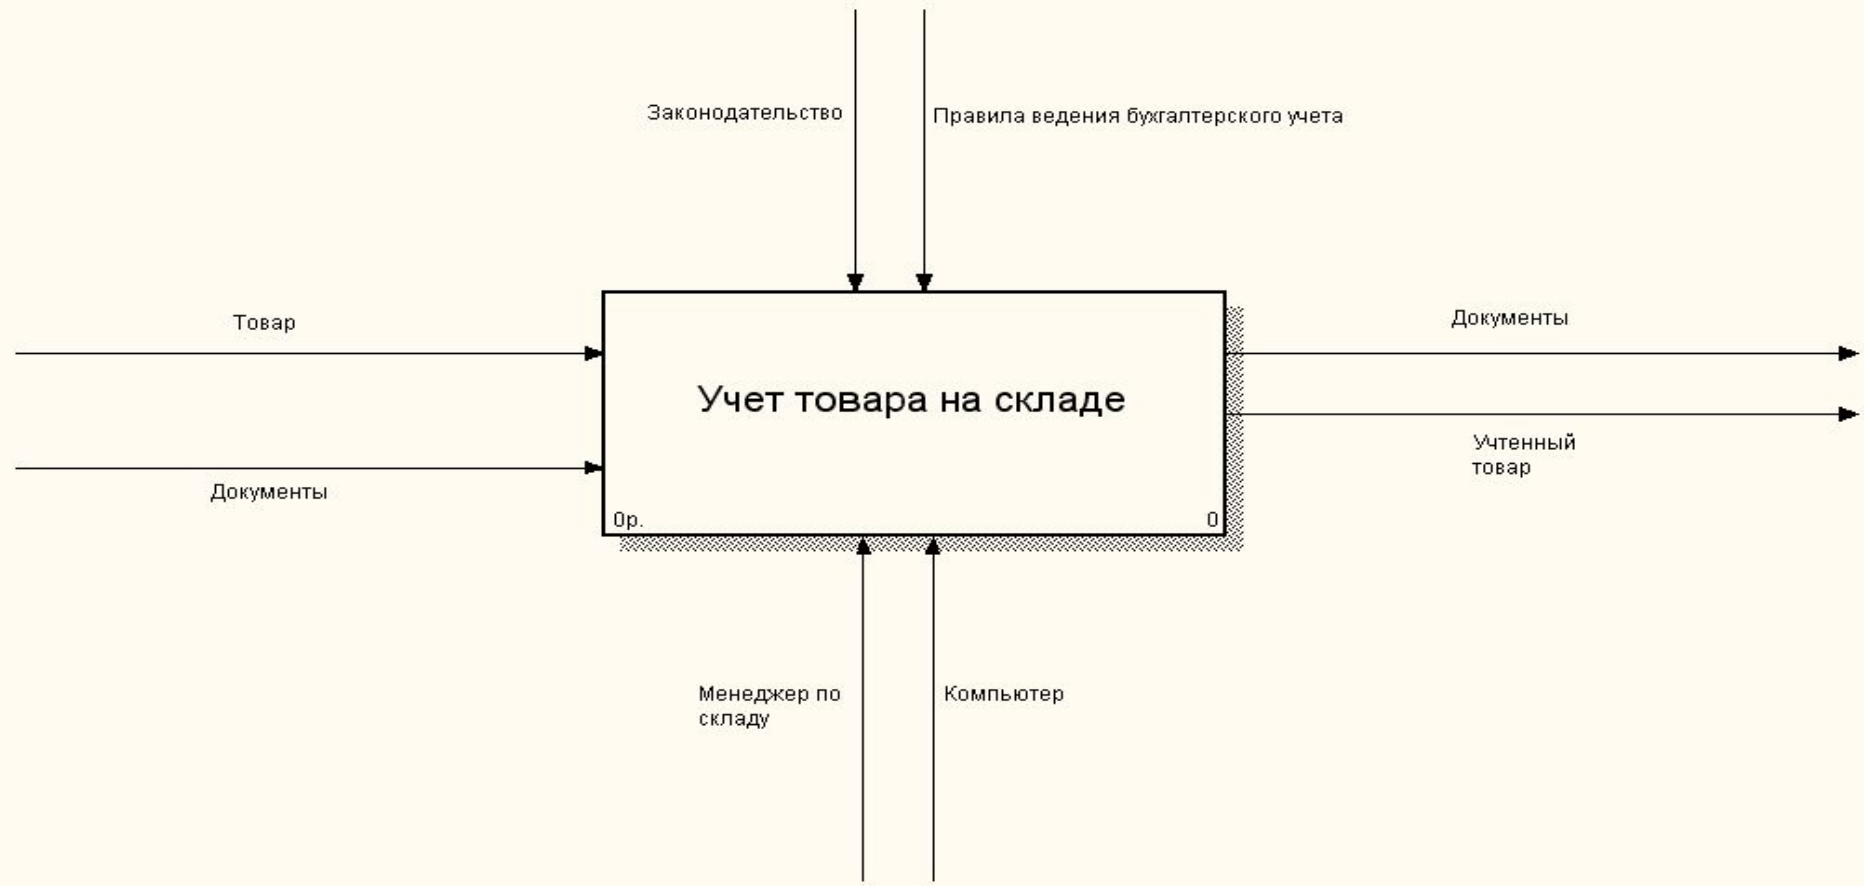 Законодательство
Правила ведения бухгалтерского учета
Товар
Документы
Учет товара на складе
Учтенный
товар
Документы
0р.
0
Менеджер по
складу
Компьютер